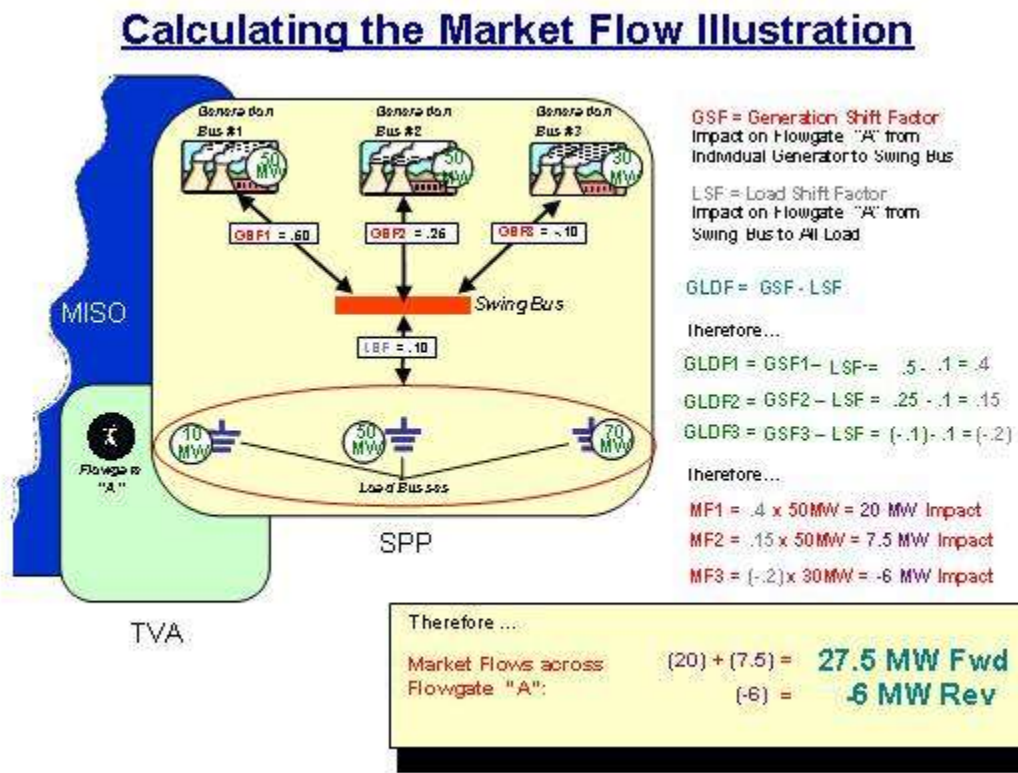 Calculating the Market Flow Illustration
Generation
Bus #1
Generation
Bus #2
Generation
Bus #3
50
MW
50
MW
30
MW
GSF1 = .50
GSF2 = .25
GSF3 = -.10
Swing Bus
LSF = .10
MISO
10
MW
50
MW
70
MW
Load Busses
Flowgate
"A"
SPP
TVA
GSF = Generation Shift Factor
Impact on Flowgate "A" from
Individual Generator to Swing Bus
LSF = Load Shift Factor
Impact on Flowgate "A" from
Swing Bus to All Load
GLDF = GSF - LSF
Therefore...
GLDF1 = GSF1 – LSF = .5 - .1 = .4
GLDF2 = GSF2 – LSF = .25 - .1 = .15
GLDF3 = GSF3 – LSF = (-.1) - .1 = (-.2)
Therefore...
MF1 = .4 x 50MW = 20 MW Impact
MF2 = .15 x 50MW = 7.5 MW Impact
MF3 = (-.2) x 30MW = -6 MW Impact
Therefore ...
Market Flows across
Flowgate "A":
(20) + (7.5) = 27.5 MW Fwd
(-6) = -6 MW Rev